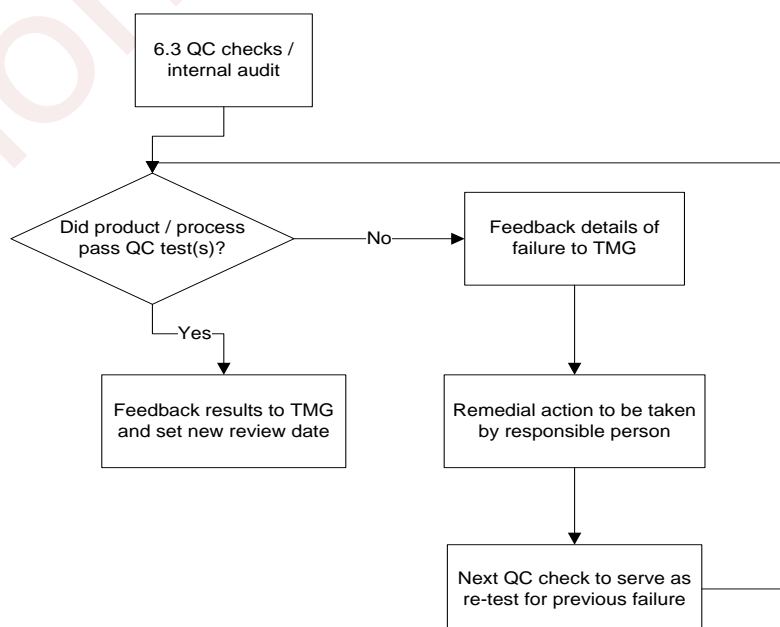 6.3 QC checks /
internal audit
Did product / process
pass QC test(s)?
No
Feedback details of
failure to TMG
Yes
Feedback results to TMG
and set new review date
Remedial action to be taken
by responsible person
Next QC check to serve as
re-test for previous failure